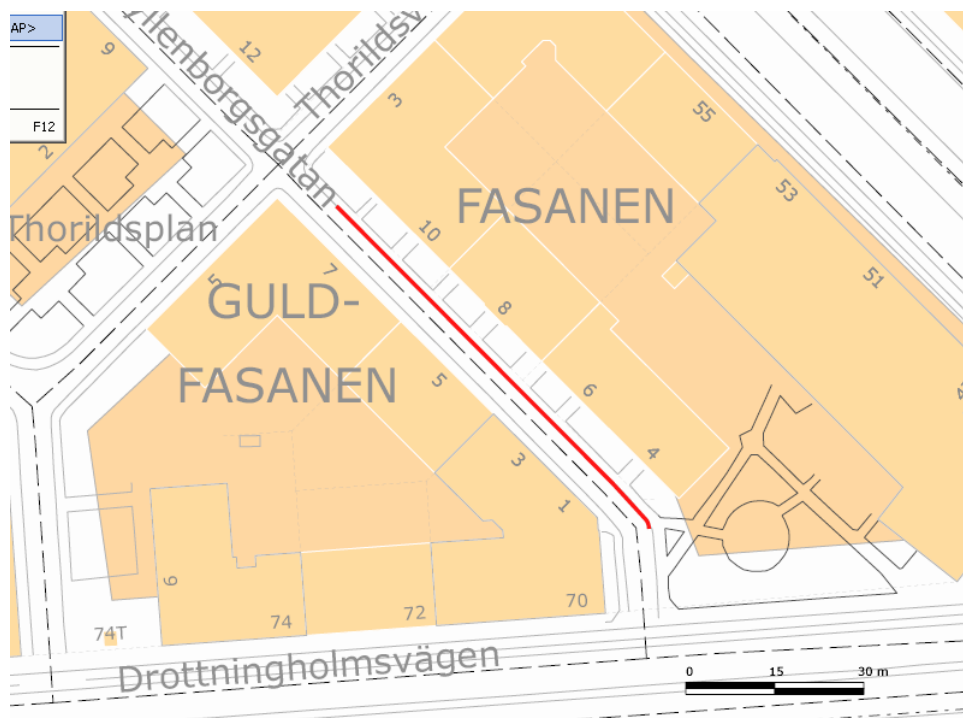 AP>
F12
9
12
yllenborgsgatan
Thorildsv
3
55
2
53
Thorildsplan
FASANEN
10
51
5
7
GULD-
FASANEN
8
5
6
4
3
1
9
74
72
70
74T
Drottningholmsvägen
0 15 30 m